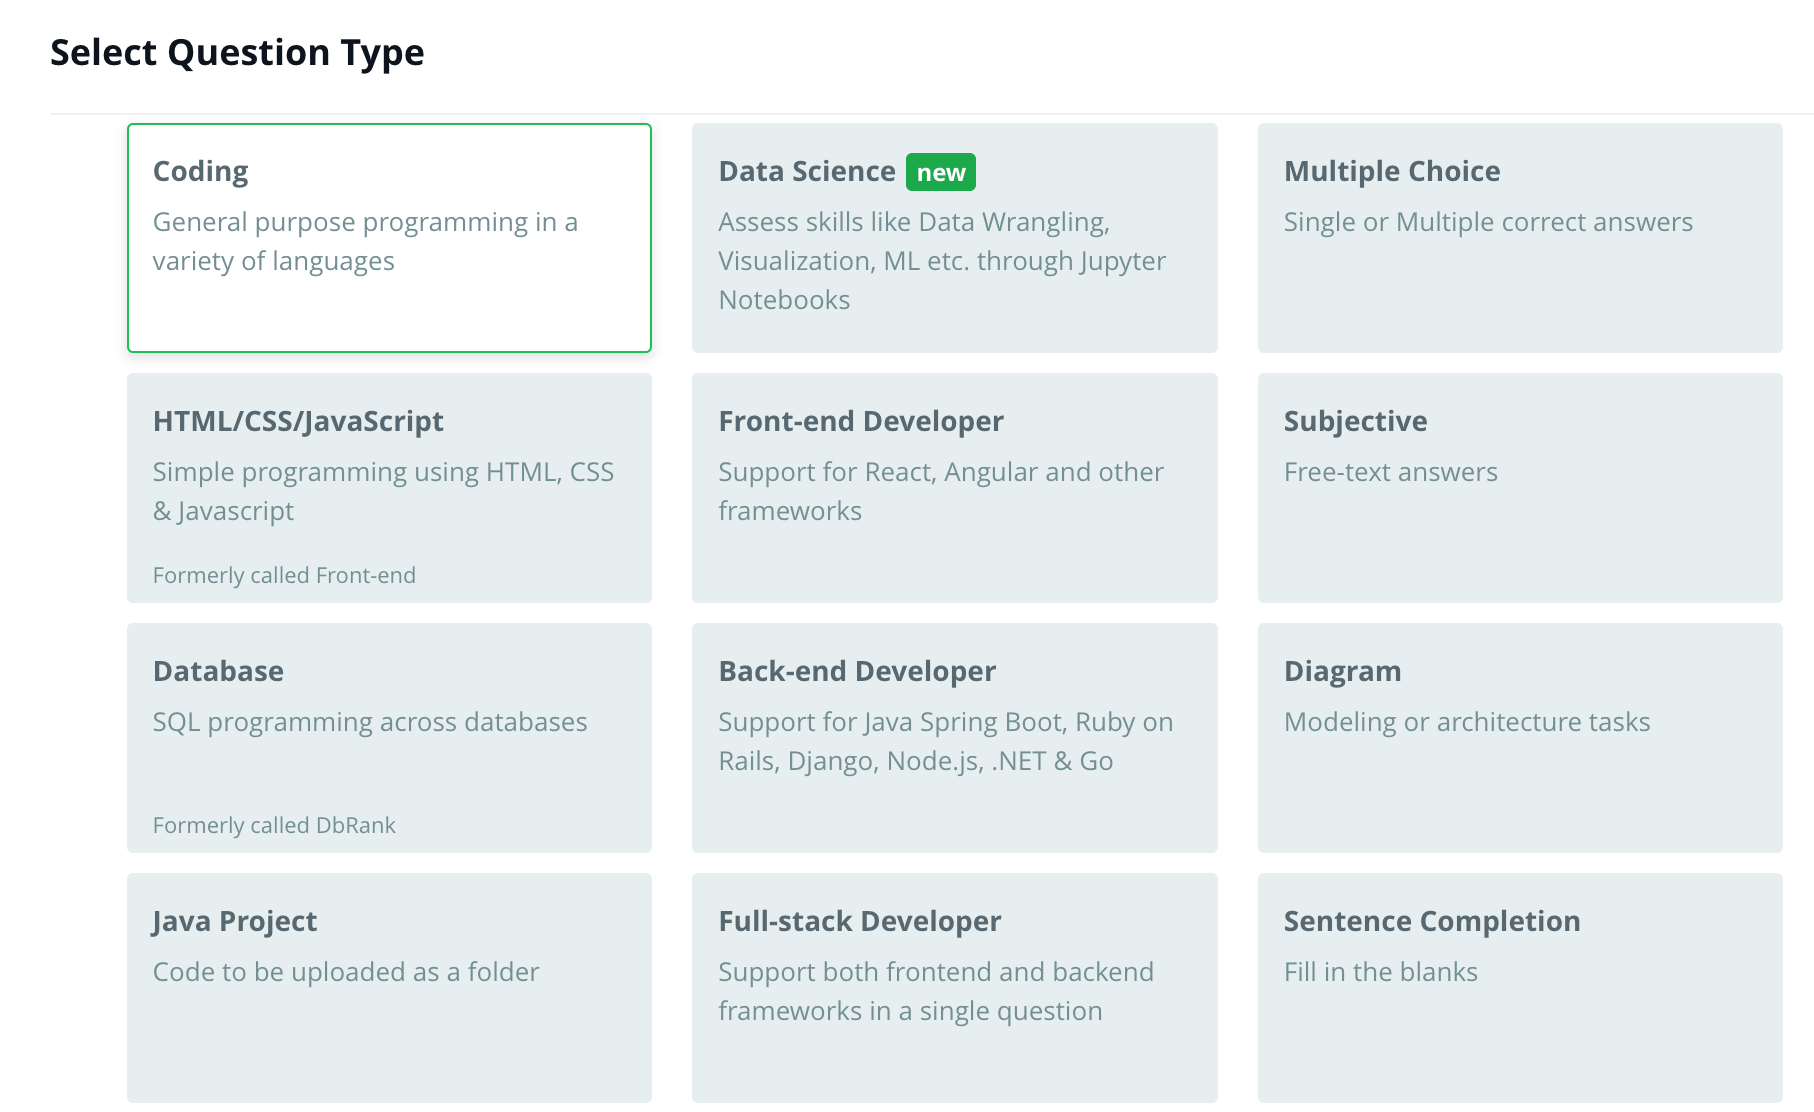 Select Question Type
Coding
General purpose programming in a
variety of languages
Data Science new
Assess skills like Data Wrangling,
Visualization, ML etc. through Jupyter
Notebooks
Multiple Choice
Single or Multiple correct answers
HTML/CSS/JavaScript
Simple programming using HTML, CSS
& Javascript
Formerly called Front-end
Front-end Developer
Support for React, Angular and other
frameworks
Subjective
Free-text answers
Database
SQL programming across databases
Formerly called DbRank
Back-end Developer
Support for Java Spring Boot, Ruby on
Rails, Django, Node.js, .NET & Go
Diagram
Modeling or architecture tasks
Java Project
Code to be uploaded as a folder
Full-stack Developer
Support both frontend and backend
frameworks in a single question
Sentence Completion
Fill in the blanks